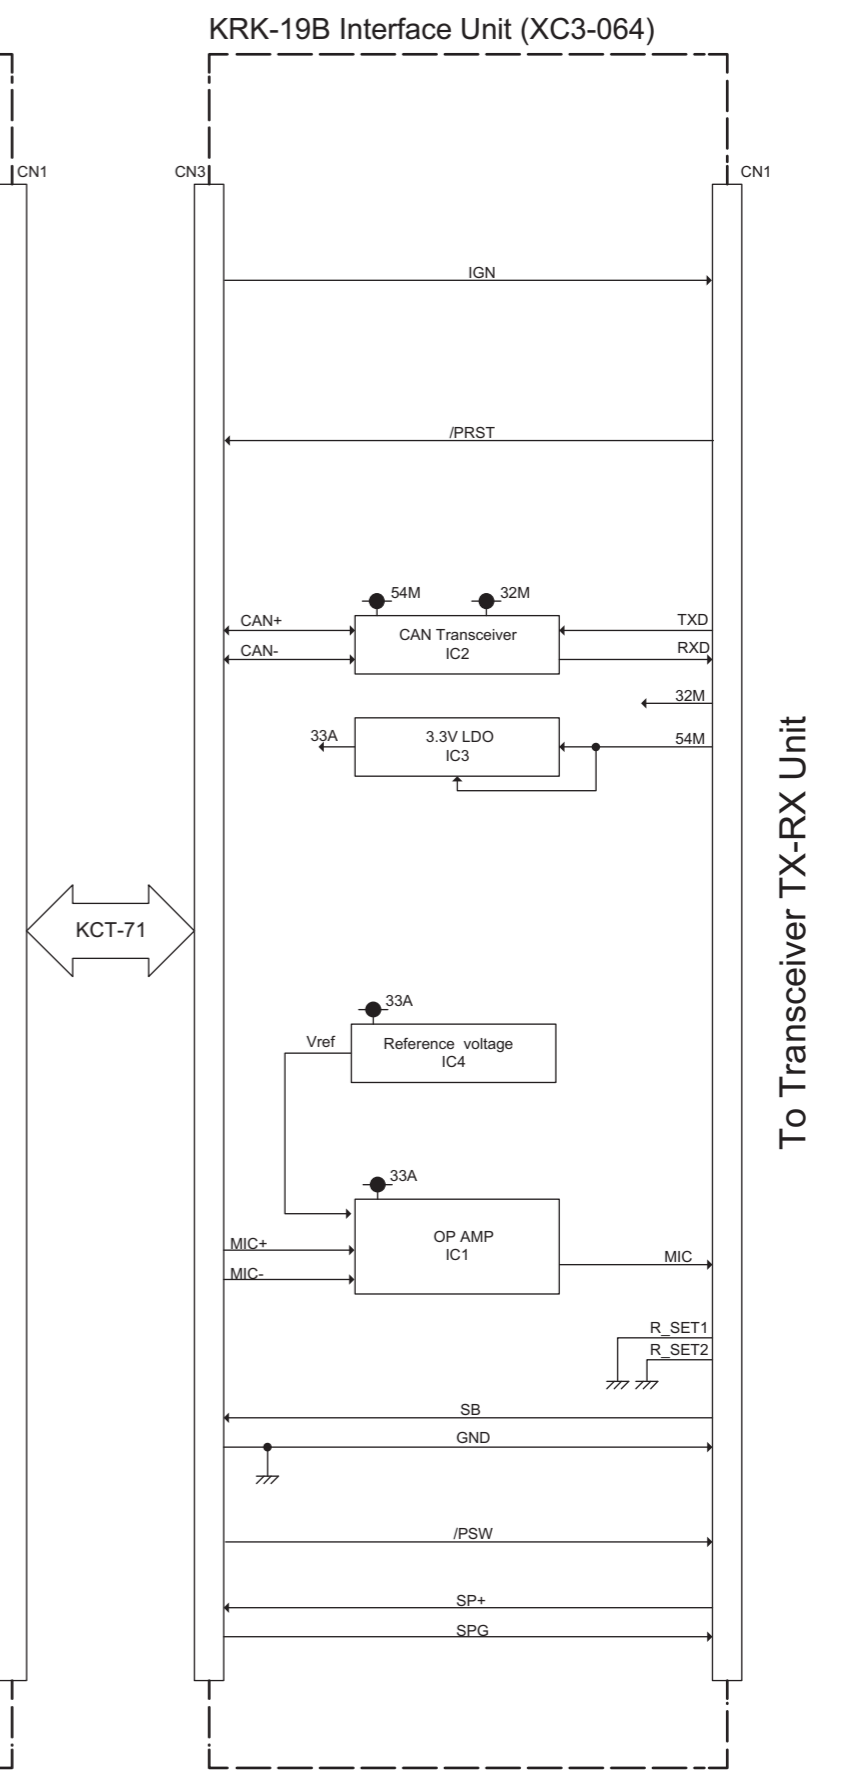 KRK-19B Interface Unit (XC3-064)
CN1
CN3
CN1
IGN
/PRST
54M
32M
CAN+
CAN Transceiver
IC2
TXD
CAN-
RXD
32M
33A
3.3V LDO
IC3
54M
KCT-71
To Transceiver TX-RX Unit
33A
Vref
Reference voltage
IC4
33A
MIC+
OP AMP
IC1
MIC
MIC-
R_SET1
R_SET2
SB
GND
/PSW
SP+
SPG